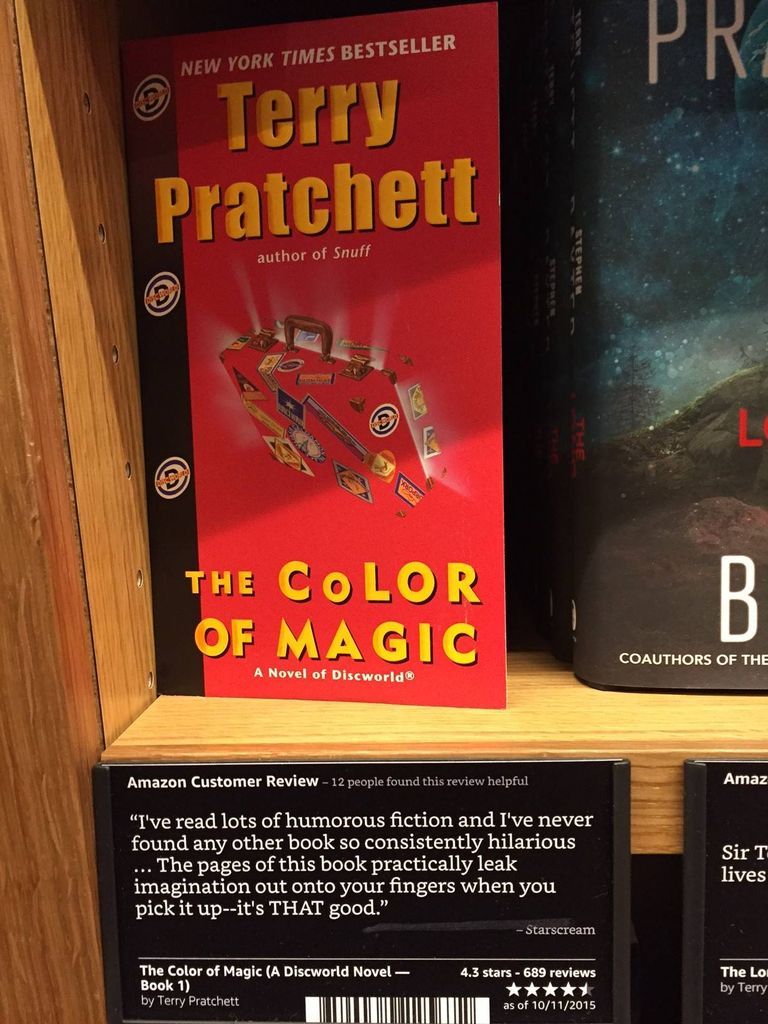 NEW YORK TIMES BESTSELLER
Terry
Pratchett
author of Snuff
THE COLOR
OF MAGIC
A Novel of Discworld®
STEPHEN
THE
PR
L
B
COAUTHORS OF THE
Amazon Customer Review – 12 people found this review helpful
“I've read lots of humorous fiction and I've never
found any other book so consistently hilarious
... The pages of this book practically leak
imagination out onto your fingers when you
pick it up--it's THAT good.”
– Starscream
The Color of Magic (A Discworld Novel —
Book 1)
by Terry Pratchett
4.3 stars - 689 reviews
as of 10/11/2015
Amaz
Sir T
lives
The Lo
by Terry